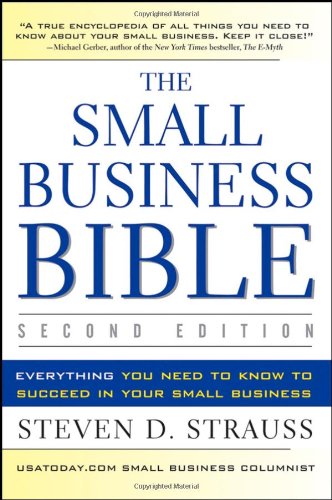 "A TRUE ENCYCLOPEDIA OF ALL THINGS YOU NEED TO
KNOW ABOUT YOUR SMALL BUSINESS. KEEP IT CLOSE!"
—Michael Gerber, author of the New York Times bestseller, The E-Myth
THE
SMALL
BUSINESS
BIBLE
SECOND EDITION
EVERYTHING YOU NEED TO KNOW TO
SUCCEED IN YOUR SMALL BUSINESS
STEVEN D. STRAUSS
USATODAY.COM SMALL BUSINESS COLUMNIST